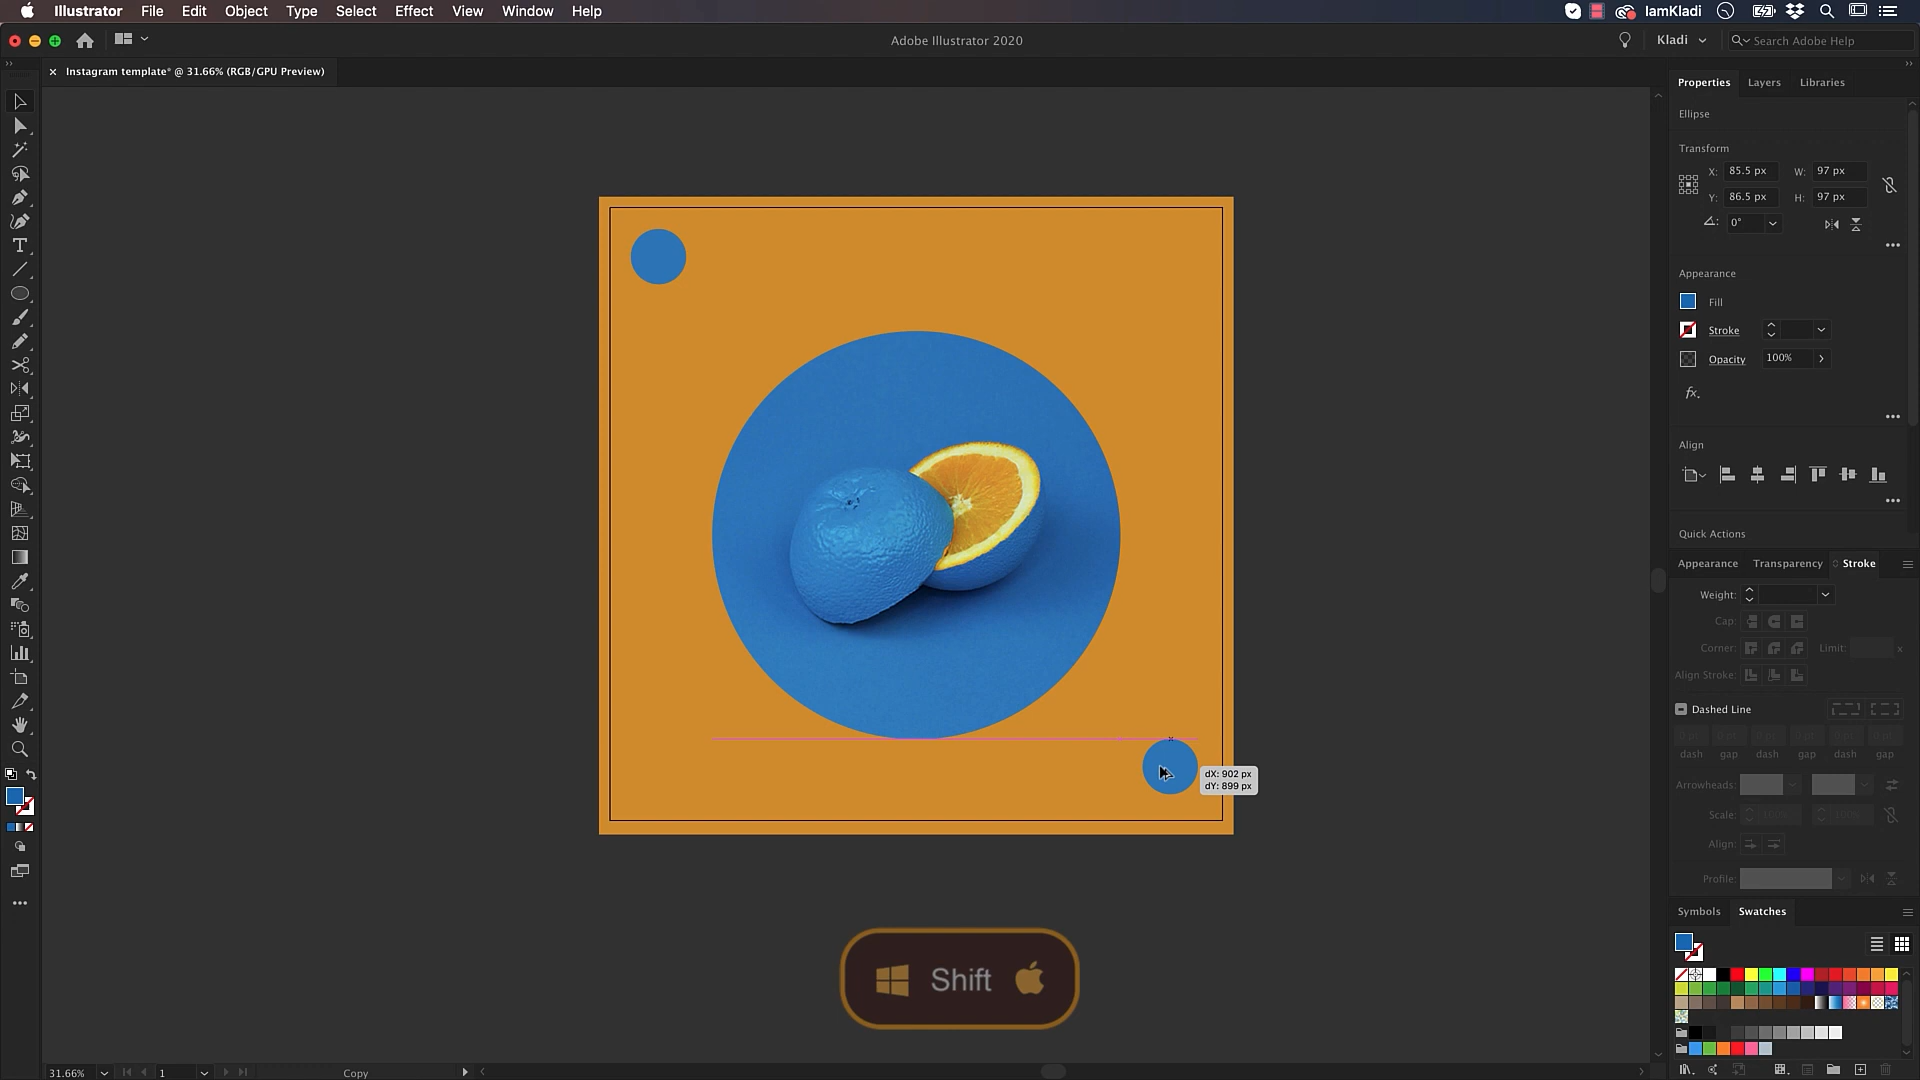 Illustrator File Edit Object Type Select Effect View Window Help
IamKladi
Adobe Illustrator 2020
Kladi
Search Adobe Help
Instagram template* @ 31.66% (RGB/GPU Preview)
Properties Layers Libraries
Ellipse
Transform
X: 85.5 px W: 97 px
Y: 86.5 px H: 97 px
0°
Appearance
Fill
Stroke
Opacity 100%
fx.
Align
Quick Actions
Appearance Transparency Stroke
Weight:
Cap:
Corner: Limit: x
Align Stroke:
Dashed Line
dash gap dash gap dash gap
Arrowheads:
Scale:
Align:
Profile:
dX: 902 px
dY: 899 px
Symbols Swatches
Shift
31.66% 1 Copy